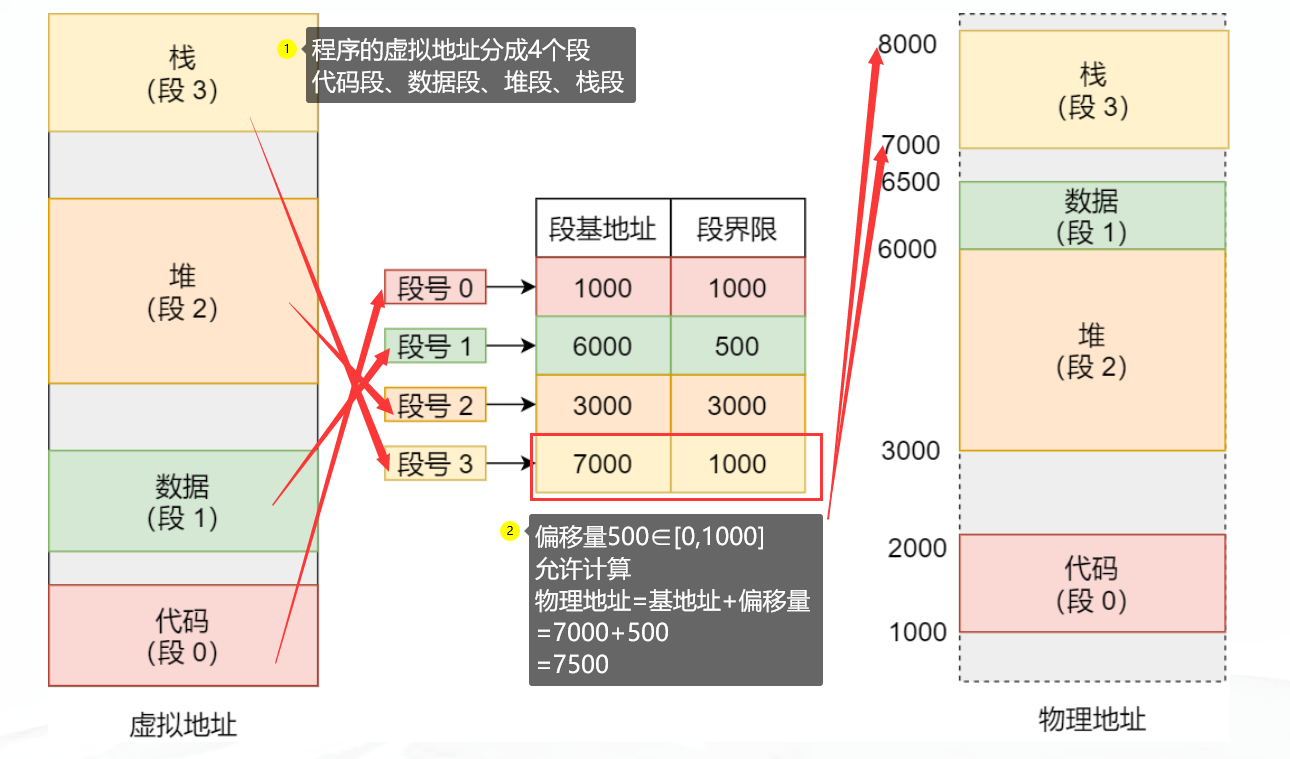 栈
(段 3)
堆
(段 2)
数据
(段 1)
代码
(段 0)
虚拟地址
1
程序的虚拟地址分成4个段
代码段、数据段、堆段、栈段
段基地址 段界限
段号 0 1000 1000
段号 1 6000 500
段号 2 3000 3000
段号 3 7000 1000
2
偏移量500∈[0,1000]
允许计算
物理地址=基地址+偏移量
=7000+500
=7500
8000
栈
(段 3)
7000
6500
数据
(段 1)
6000
堆
(段 2)
3000
2000
代码
(段 0)
1000
物理地址